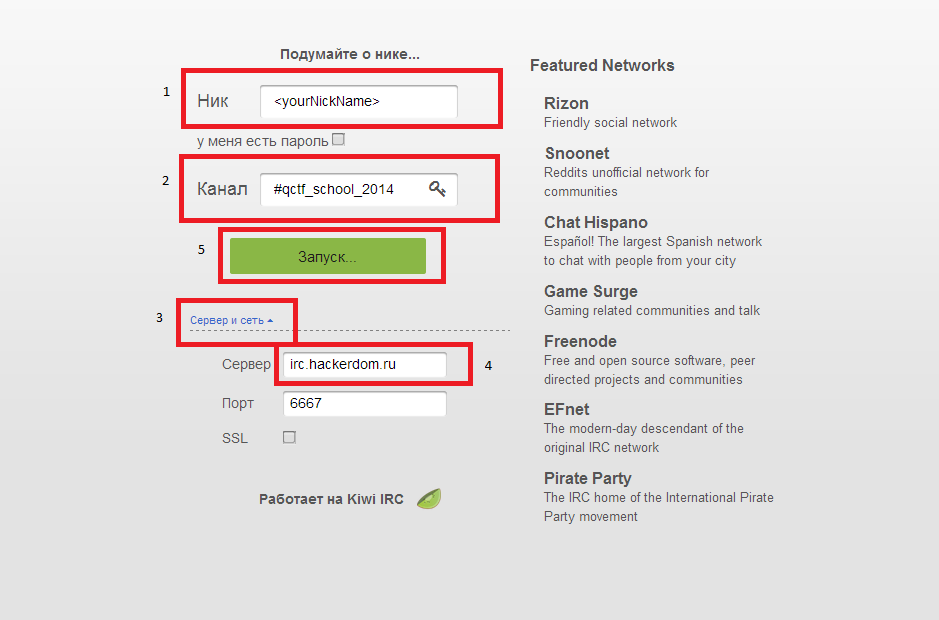 Подумайте о нике...
1
Ник
<yourNickName>
у меня есть пароль
2
Канал
#qctf_school_2014
5
Запуск...
3
Сервер и сеть
Сервер
irc.hackerdom.ru
4
Порт
6667
SSL
Работает на Kiwi IRC
Featured Networks
Rizon
Friendly social network
Snoonet
Reddits unofficial network for
communities
Chat Hispano
Español! The largest Spanish network
to chat with people from your city
Game Surge
Gaming related communities and talk
Freenode
Free and open source software, peer
directed projects and communities
EFnet
The modern-day descendant of the
original IRC network
Pirate Party
The IRC home of the International Pirate
Party movement